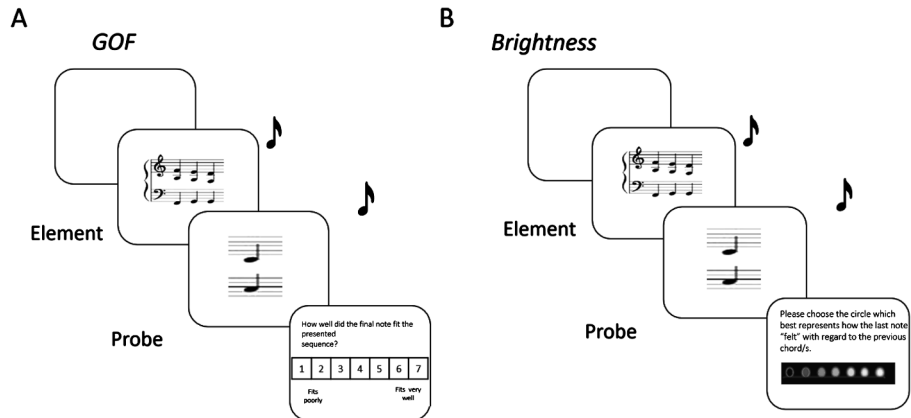 A
GOF
Element
Probe
How well did the final note fit the
presented
sequence?
1 2 3 4 5 6 7
Fits Fits very
poorly well
B
Brightness
Element
Probe
Please choose the circle which
best represents how the last note
"felt" with regard to the previous
chord/s.